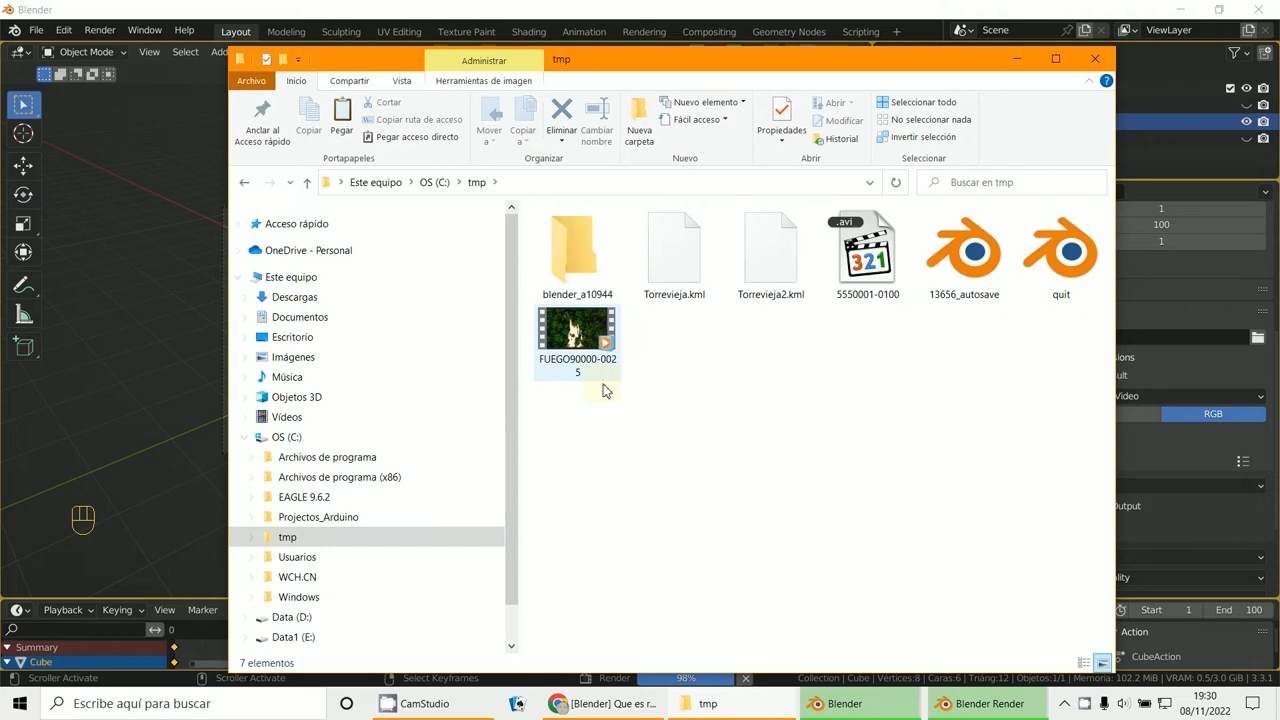 Blender
File Edit Render Window Help Layout Modeling Sculpting UV Editing Texture Paint Shading Animation Rendering Compositing Geometry Nodes Scripting + Scene ViewLayer
Object Mode View Select Add
Administrar tmp
Archivo Inicio Compartir Vista Herramientas de imagen
Anclar al Acceso rápido
Copiar
Pegar
Cortar
Copiar ruta de acceso
Pegar acceso directo
Portapapeles
Mover a
Copiar a
Eliminar
Cambiar nombre
Organizar
Nueva carpeta
Nuevo elemento
Fácil acceso
Nuevo
Propiedades
Abrir
Modificar
Historial
Abrir
Seleccionar todo
No seleccionar nada
Invertir selección
Seleccionar
Este equipo > OS (C:) > tmp >
Buscar en tmp
Acceso rápido
OneDrive - Personal
Este equipo
Descargas
Documentos
Escritorio
Imágenes
Música
Objetos 3D
Vídeos
OS (C:)
Archivos de programa
Archivos de programa (x86)
EAGLE 9.6.2
Projectos_Arduino
tmp
Usuarios
WCH.CN
Windows
Data (D:)
Data1 (E:)
blender_a10944
Torrevieja.kml
Torrevieja2.kml
.avi
321
5550001-0100
13656_autosave
quit
FUEGO90000-002
5
7 elementos
1
100
1
Video
RGB
Start 1 End 100
Action
CubeAction
Playback Keying View Marker
0
Summary
Cube
Scroll Activate Scroll Activate Select Keyframes Render 98% Collection | Cube | Vértices:8 | Caras:6 | Triáng:12 | Objetos:1/1 | Memoria: 102.2 MiB | VRAM: 0.5/3.0 GiB | 3.3.1
Escribe aquí para buscar
CamStudio
[Blender] Que es r...
tmp
Blender
Blender Render
19:30
08/11/2022